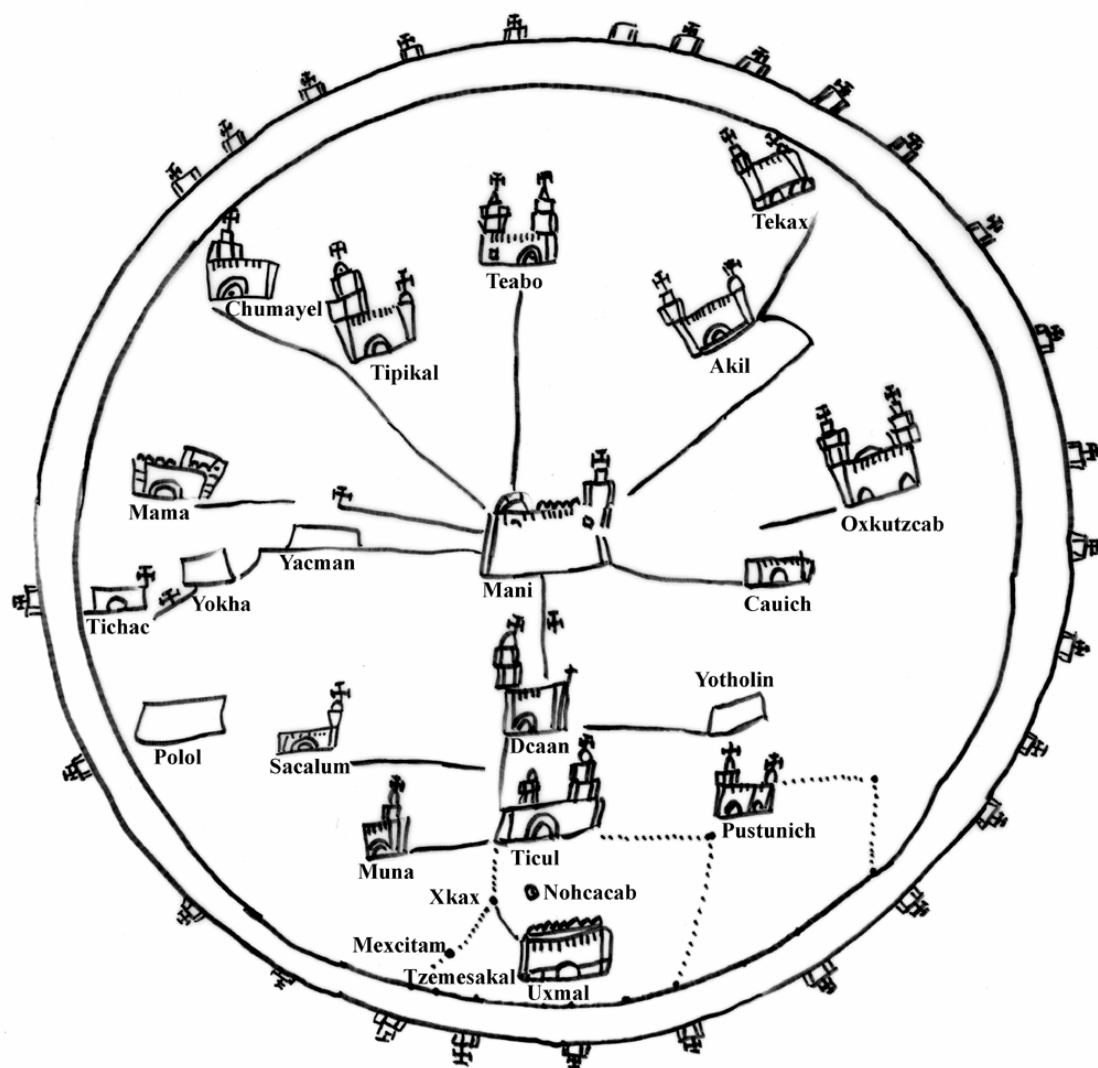 Tekax
Teabo
Chumayel
Tipikal
Akil
Mama
Oxkutzcab
Yacman
Mani
Cauich
Yokha
Tichac
Yotholin
Polol
Sacalum
Dcaan
Pustunich
Muna
Ticul
Xkax
Nohcacab
Mexcitam
Tzemesakal
Uxmal